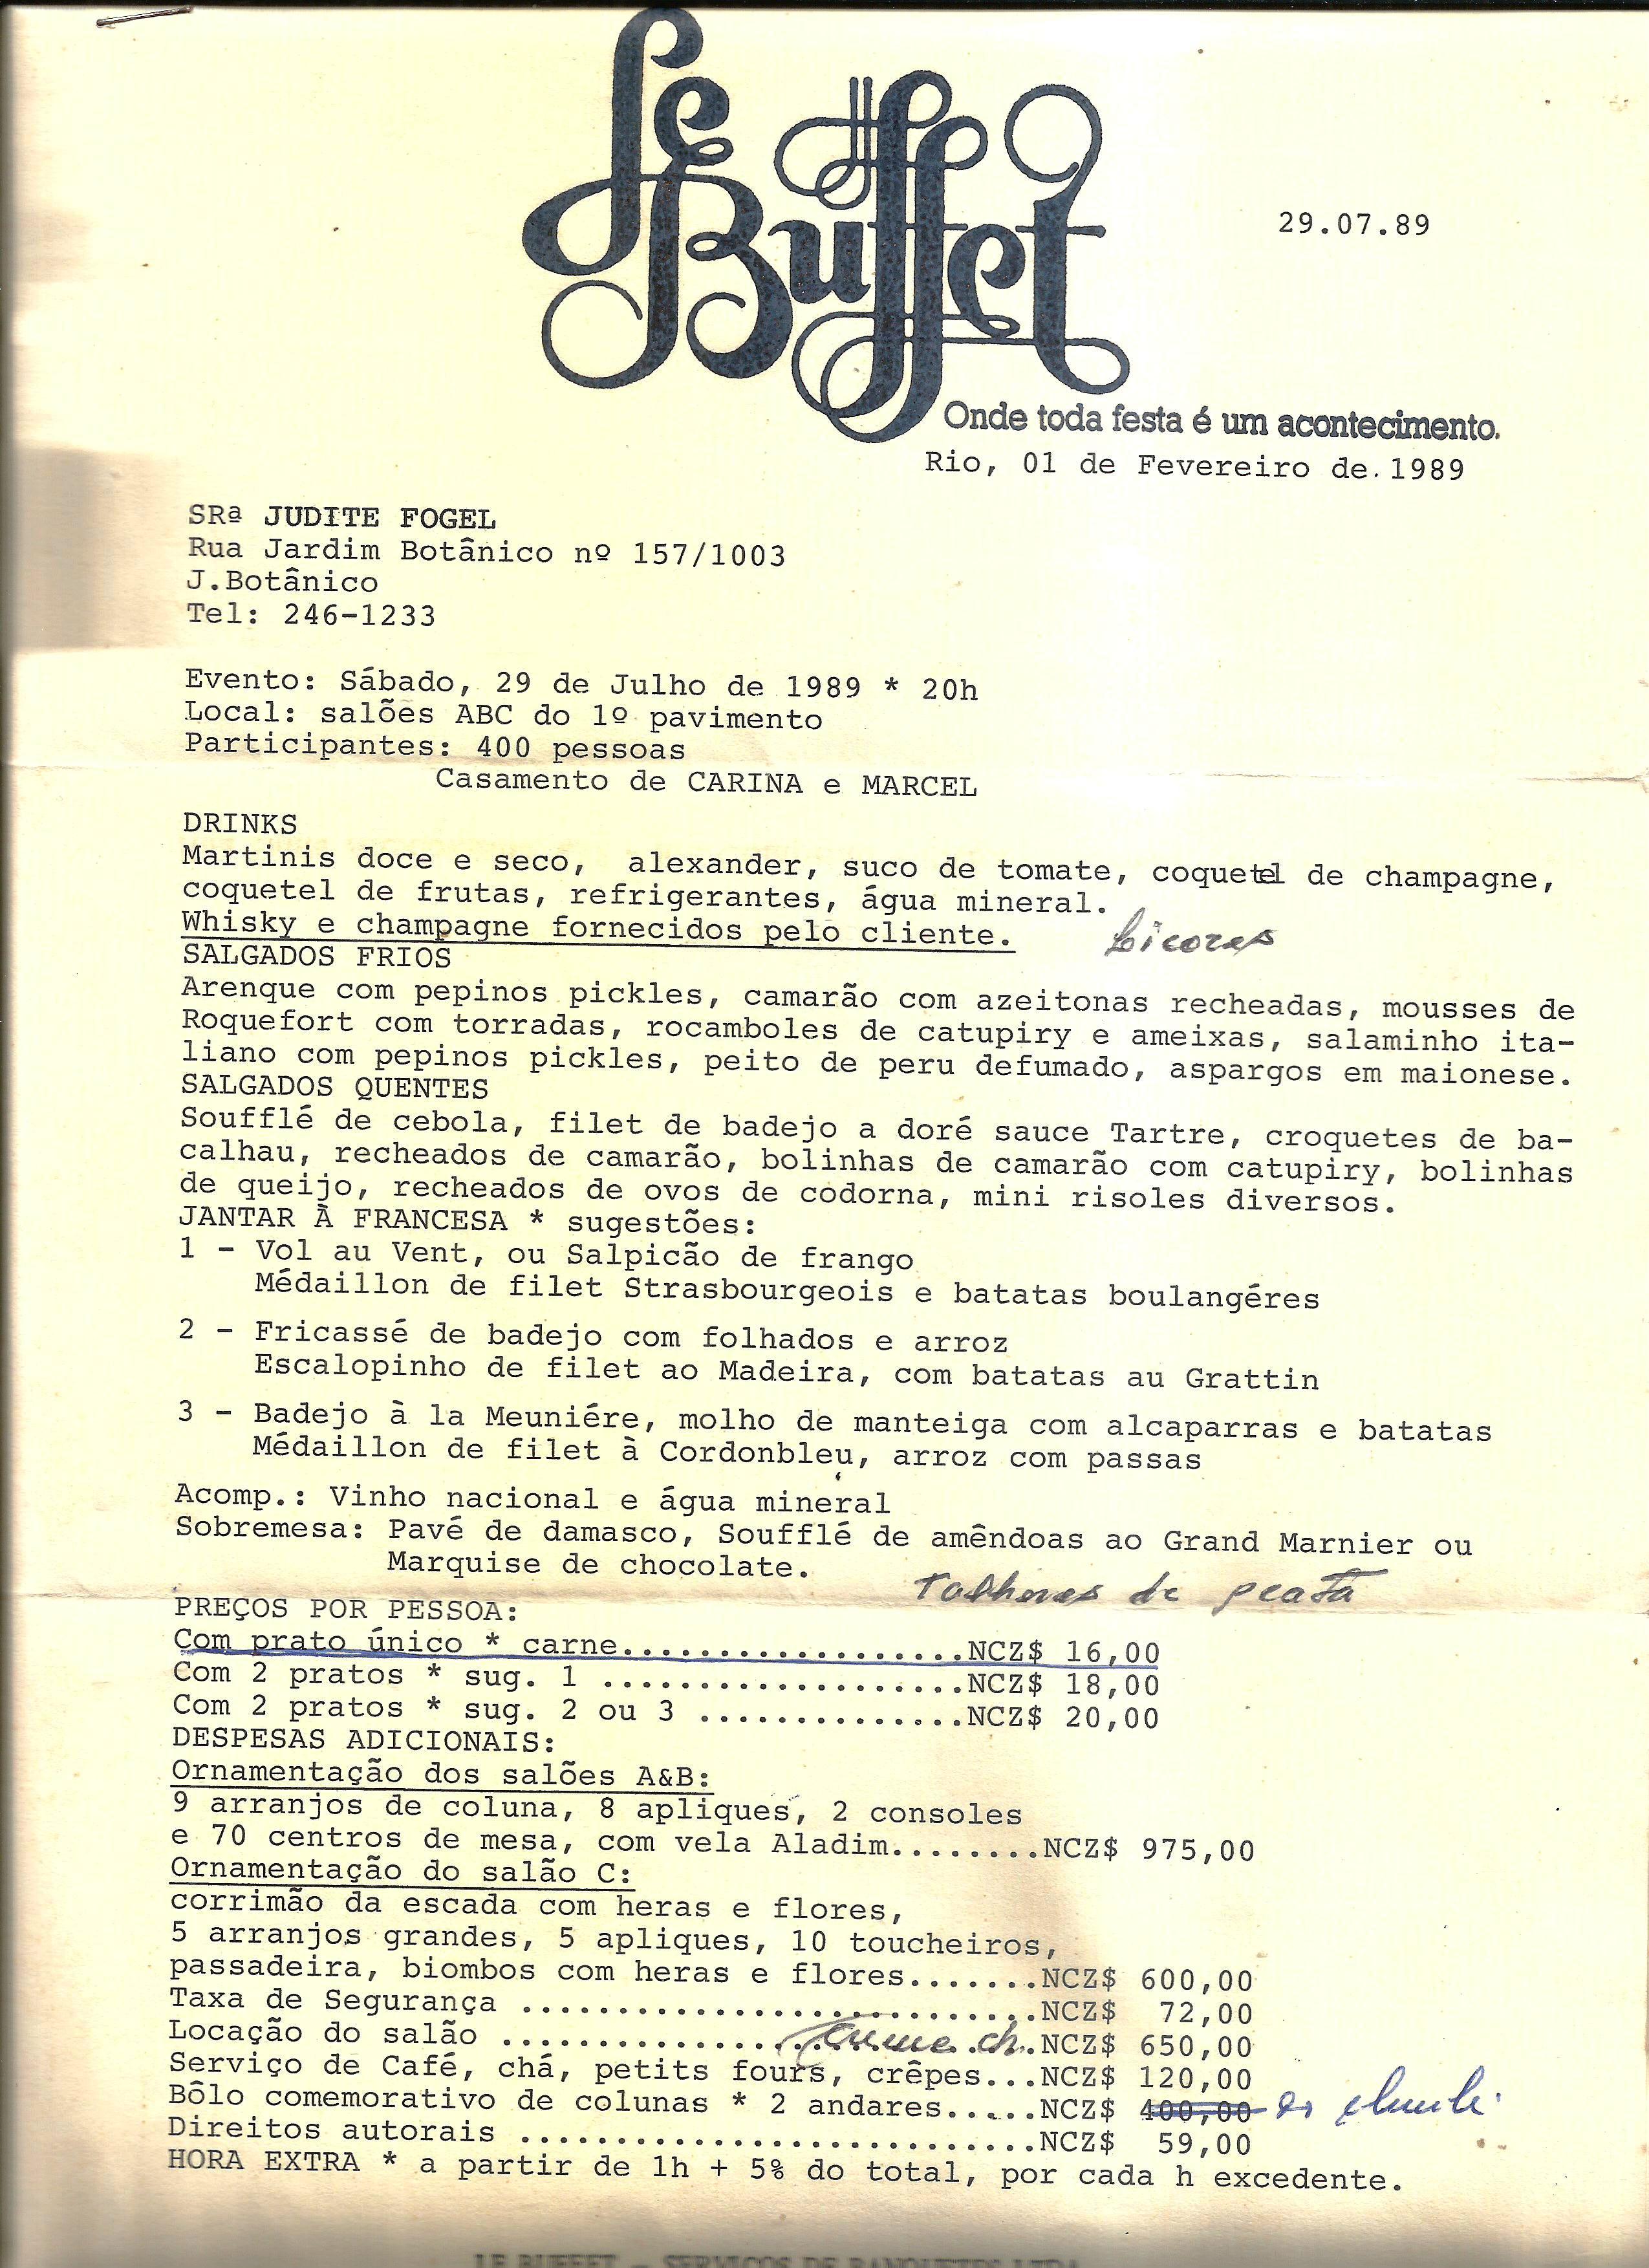 Le Buffet
29.07.89
Onde toda festa é um acontecimento.
Rio, 01 de Fevereiro de.1989
SRª JUDITE FOGEL
Rua Jardim Botânico nº 157/1003
J.Botânico
Tel: 246-1233
Evento: Sábado, 29 de Julho de 1989 * 20h
Local: salões ABC do 1º pavimento
Participantes: 400 pessoas
Casamento de CARINA e MARCEL
DRINKS
Martinis doce e seco, alexander, suco de tomate, coquetel de champagne,
coquetel de frutas, refrigerantes, água mineral.
Whisky e champagne fornecidos pelo cliente. Licores
SALGADOS FRIOS
Arenque com pepinos pickles, camarão com azeitonas recheadas, mousses de
Roquefort com torradas, rocamboles de catupiry e ameixas, salaminho ita-
liano com pepinos pickles, peito de peru defumado, aspargos em maionese.
SALGADOS QUENTES
Soufflé de cebola, filet de badejo a doré sauce Tartre, croquetes de ba-
calhau, recheados de camarão, bolinhas de camarão com catupiry, bolinhas
de queijo, recheados de ovos de codorna, mini risoles diversos.
JANTAR À FRANCESA * sugestões:
1 - Vol au Vent, ou Salpicão de frango
Médaillon de filet Strasbourgeois e batatas boulangéres
2 - Fricassé de badejo com folhados e arroz
Escalopinho de filet ao Madeira, com batatas au Grattin
3 - Badejo à la Meuniére, molho de manteiga com alcaparras e batatas
Médaillon de filet à Cordonbleu, arroz com passas
Acomp.: Vinho nacional e água mineral
Sobremesa: Pavé de damasco, Soufflé de amêndoas ao Grand Marnier ou
Marquise de chocolate.
talheres de prata
PREÇOS POR PESSOA:
Com prato único * carne..................NCZ$ 16,00
Com 2 pratos * sug. 1 ...................NCZ$ 18,00
Com 2 pratos * sug. 2 ou 3 ..............NCZ$ 20,00
DESPESAS ADICIONAIS:
Ornamentação dos salões A&B:
9 arranjos de coluna, 8 apliques, 2 consoles
e 70 centros de mesa, com vela Aladim........NCZ$ 975,00
Ornamentação do salão C:
corrimão da escada com heras e flores,
5 arranjos grandes, 5 apliques, 10 toucheiros,
passadeira, biombos com heras e flores.......NCZ$ 600,00
Taxa de Segurança ...........................NCZ$ 72,00
Locação do salão ............................NCZ$ 650,00
Serviço de Café, chá, petits fours, crêpes...NCZ$ 120,00
Bôlo comemorativo de colunas * 2 andares.....NCZ$ 400,00
Direitos autorais ...........................NCZ$ 59,00
HORA EXTRA * a partir de 1h + 5% do total, por cada h excedente.
LE BUFFET - SERVIÇOS DE BANQUETES LTDA